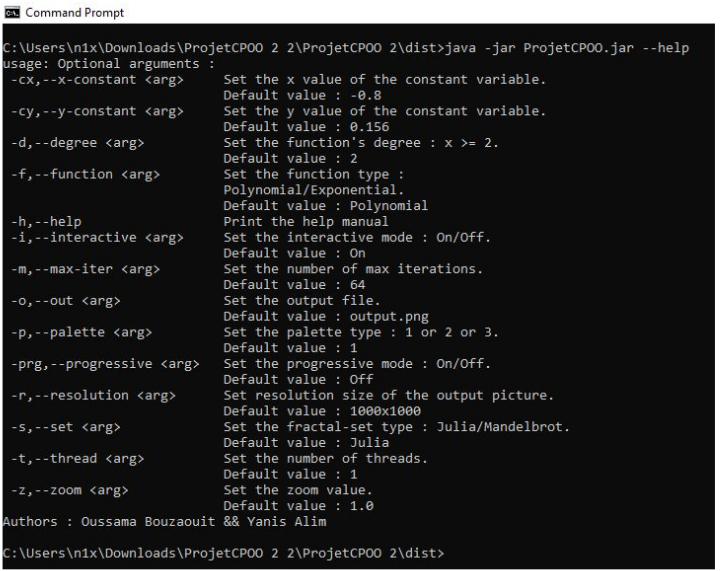 Command Prompt
C:\Users\n1x\Downloads\ProjetCPOO 2 2\ProjetCPOO 2\dist>java -jar ProjetCPOO.jar --help
usage: Optional arguments :
-cx,--x-constant <arg> Set the x value of the constant variable.
Default value : -0.8
-cy,--y-constant <arg> Set the y value of the constant variable.
Default value : 0.156
-d,--degree <arg> Set the function's degree : x >= 2.
Default value : 2
-f,--function <arg> Set the function type :
Polynomial/Exponential.
Default value : Polynomial
-h,--help Print the help manual
-i,--interactive <arg> Set the interactive mode : On/Off.
Default value : On
-m,--max-iter <arg> Set the number of max iterations.
Default value : 64
-o,--out <arg> Set the output file.
Default value : output.png
-p,--palette <arg> Set the palette type : 1 or 2 or 3.
Default value : 1
-prg,--progressive <arg> Set the progressive mode : On/Off.
Default value : Off
-r,--resolution <arg> Set resolution size of the output picture.
Default value : 1000x1000
-s,--set <arg> Set the fractal-set type : Julia/Mandelbrot.
Default value : Julia
-t,--thread <arg> Set the number of threads.
Default value : 1
-z,--zoom <arg> Set the zoom value.
Default value : 1.0
Authors : Oussama Bouzaouit && Yanis Alim
C:\Users\n1x\Downloads\ProjetCPOO 2 2\ProjetCPOO 2\dist>